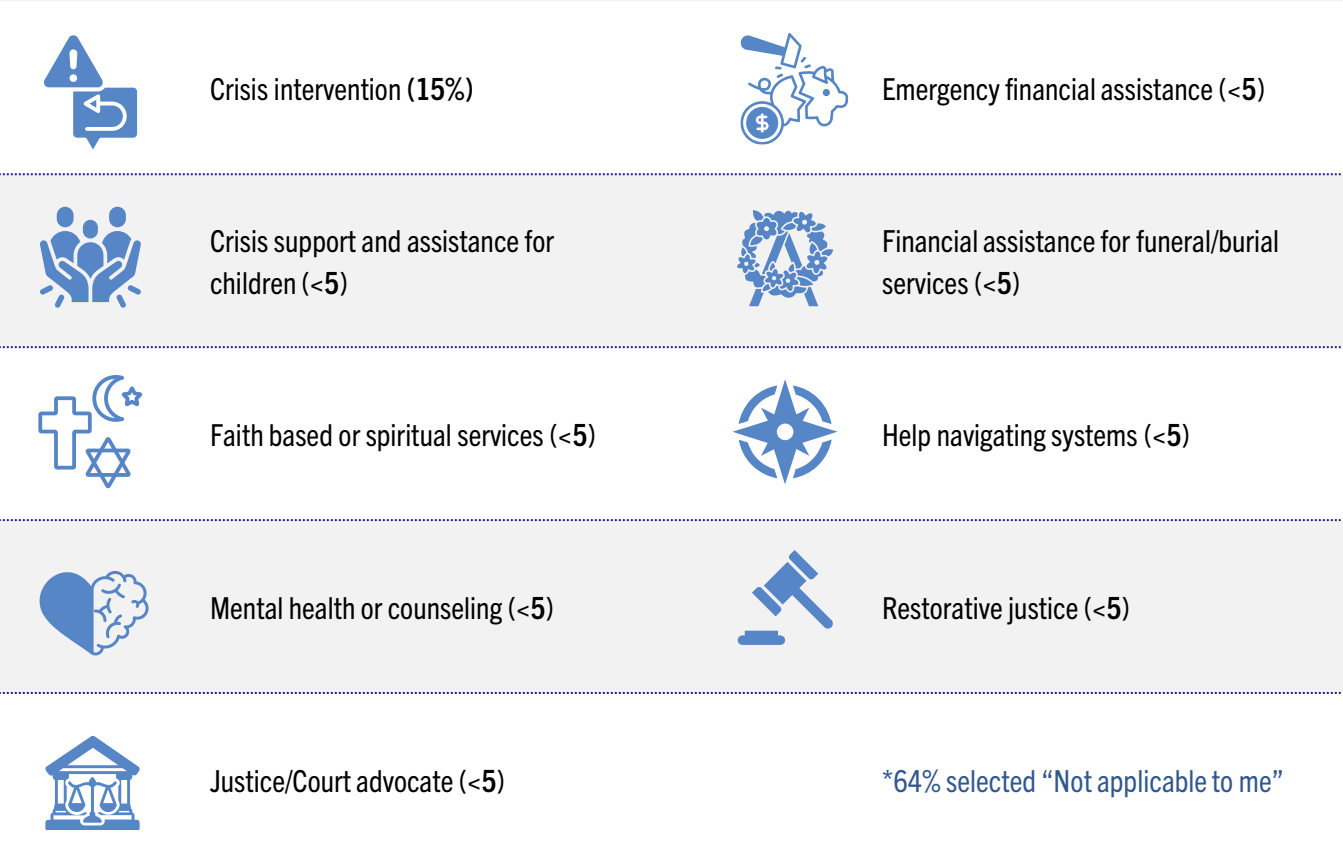 Crisis intervention (15%)
Emergency financial assistance (<5)
Crisis support and assistance for
children (<5)
Financial assistance for funeral/burial
services (<5)
Faith based or spiritual services (<5)
Help navigating systems (<5)
Mental health or counseling (<5)
Restorative justice (<5)
Justice/Court advocate (<5)
*64% selected “Not applicable to me”
$